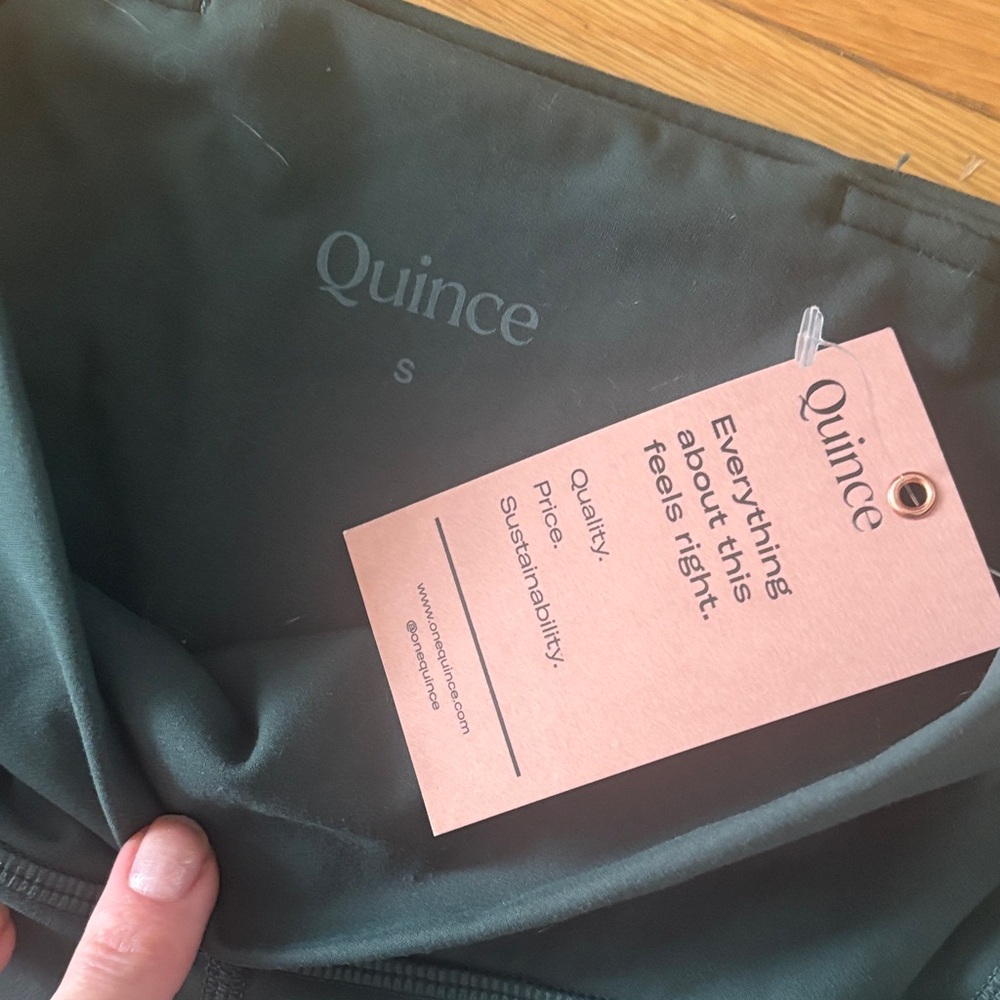 Quince
S
Quince
Everything
about this
feels right.
Quality.
Price.
Sustainability.
www.onequince.com
@onequince